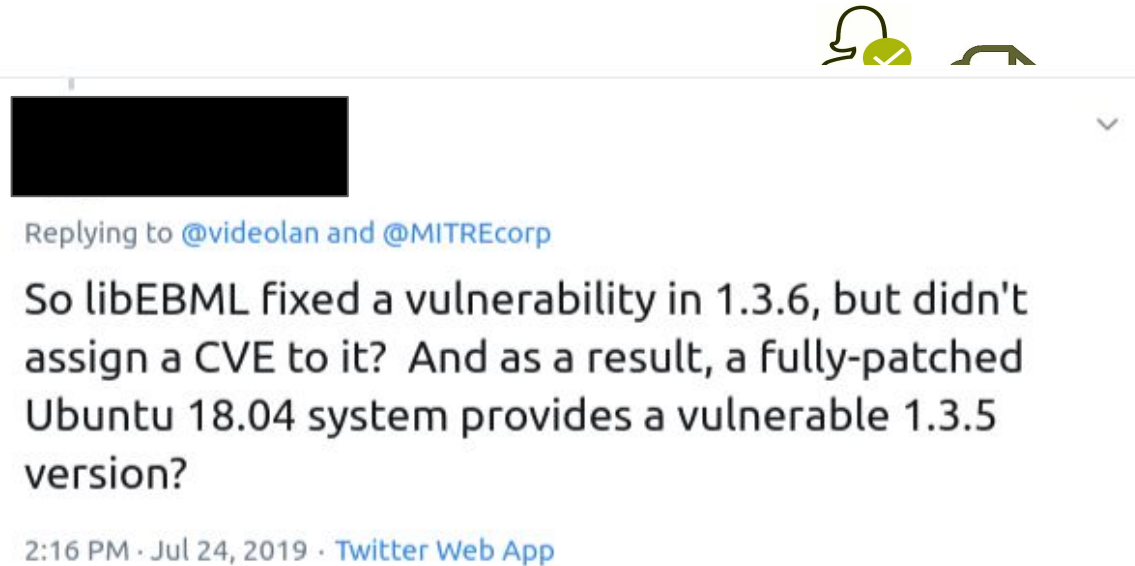 Replying to @videolan and @MITREcorp
So libEBML fixed a vulnerability in 1.3.6, but didn't
assign a CVE to it?  And as a result, a fully-patched
Ubuntu 18.04 system provides a vulnerable 1.3.5
version?
2:16 PM · Jul 24, 2019 · Twitter Web App